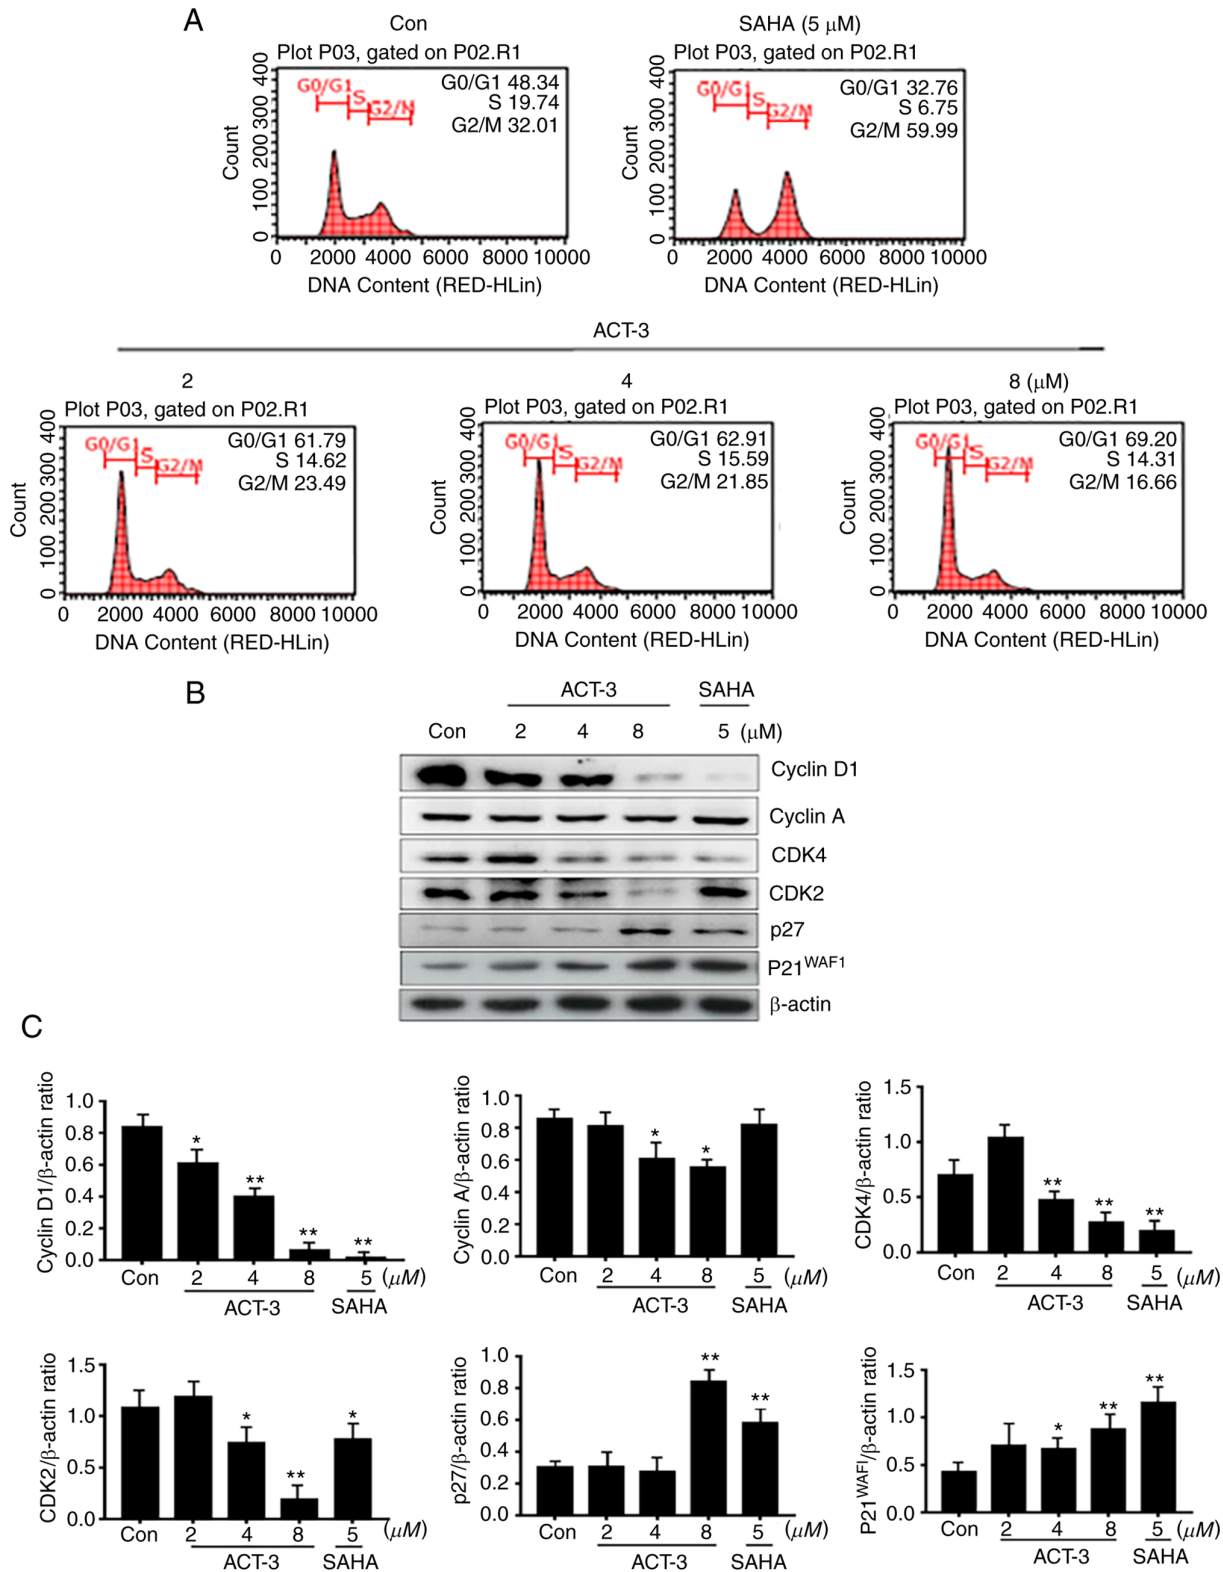 A
Con
Plot P03, gated on P02.R1
G0/G1 48.34
S 19.74
G2/M 32.01
G0/G1
S
G2/M
Count
400
300
200
100
0
0 2000 4000 6000 8000 10000
DNA Content (RED-HLin)
SAHA (5 μM)
Plot P03, gated on P02.R1
G0/G1 32.76
S 6.75
G2/M 59.99
G0/G1
S
G2/M
Count
400
300
200
100
0
0 2000 4000 6000 8000 10000
DNA Content (RED-HLin)
ACT-3
2
Plot P03, gated on P02.R1
G0/G1 61.79
S 14.62
G2/M 23.49
G0/G1
S
G2/M
Count
400
300
200
100
0
0 2000 4000 6000 8000 10000
DNA Content (RED-HLin)
4
Plot P03, gated on P02.R1
G0/G1 62.91
S 15.59
G2/M 21.85
G0/G1
S
G2/M
Count
400
300
200
100
0
0 2000 4000 6000 8000 10000
DNA Content (RED-HLin)
8 (μM)
Plot P03, gated on P02.R1
G0/G1 69.20
S 14.31
G2/M 16.66
G0/G1
S
G2/M
Count
400
300
200
100
0
0 2000 4000 6000 8000 10000
DNA Content (RED-HLin)
B
ACT-3 SAHA
Con 2 4 8 5 (μM)
Cyclin D1
Cyclin A
CDK4
CDK2
p27
P21WAF1
β-actin
C
Cyclin D1/β-actin ratio
1.0
0.8
0.6
0.4
0.2
0.0
* ** ** **
Con 2 4 8 5 (μM)
ACT-3 SAHA
Cyclin A/β-actin ratio
1.0
0.8
0.6
0.4
0.2
0.0
* *
Con 2 4 8 5 (μM)
ACT-3 SAHA
CDK4/β-actin ratio
1.5
1.0
0.5
0.0
** ** **
Con 2 4 8 5 (μM)
ACT-3 SAHA
CDK2/β-actin ratio
1.5
1.0
0.5
0.0
* ** *
Con 2 4 8 5 (μM)
ACT-3 SAHA
p27/β-actin ratio
1.0
0.8
0.6
0.4
0.2
0.0
** **
Con 2 4 8 5 (μM)
ACT-3 SAHA
P21WAFI/β-actin ratio
1.5
1.0
0.5
0.0
* ** **
Con 2 4 8 5 (μM)
ACT-3 SAHA